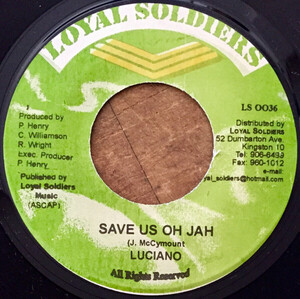 LOYAL SOLDIERS
1
LS OO36
Produced by
P. Henry
C. Williamson
R. Wright
Exec. Producer
P. Henry
Published by
Loyal Soldiers
Music
(ASCAP)
Distributed by
LOYAL SOLDIERS
52 Dumbarton Ave
Kingston 10
Tel: 906-6493
Fax: 960-1012
e-mail:
yal_soldiers@hotmail.com
SAVE US OH JAH
(J. McCymount
LUCIANO
All Rights Reserved